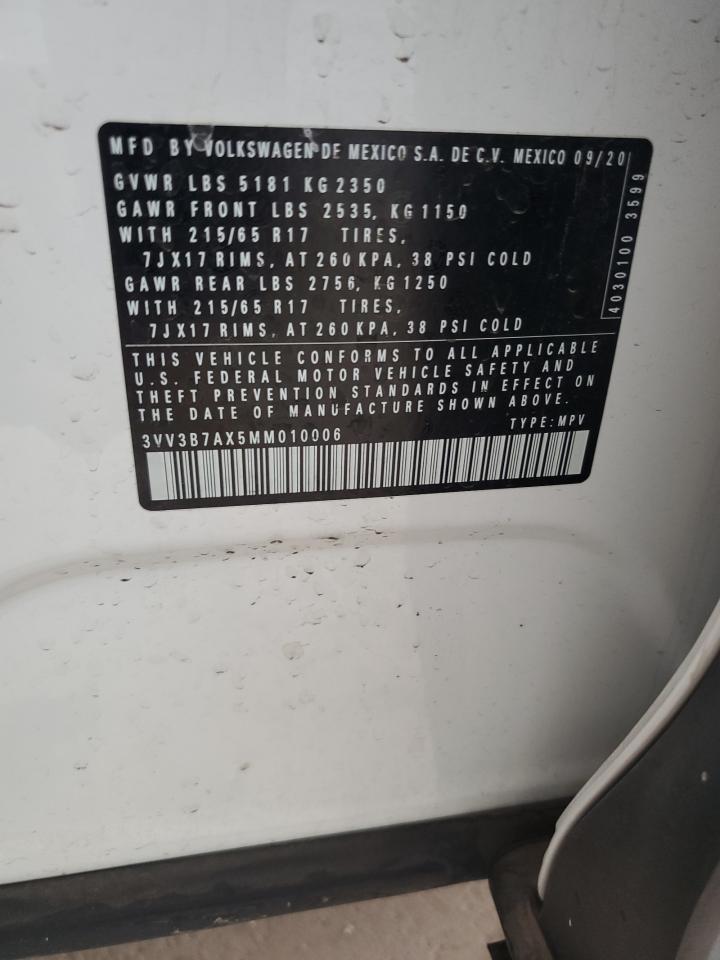 MFD BY VOLKSWAGEN DE MEXICO S.A. DE C.V. MEXICO 09/20
GVWR LBS 5181 KG 2350
GAWR FRONT LBS 2535, KG 1150
WITH 215/65 R17 TIRES,
7JX17 RIMS, AT 260 KPA, 38 PSI COLD
GAWR REAR LBS 2756, KG 1250
WITH 215/65 R17 TIRES,
7JX17 RIMS, AT 260 KPA, 38 PSI COLD
4030100 3599
THIS VEHICLE CONFORMS TO ALL APPLICABLE
U.S. FEDERAL MOTOR VEHICLE SAFETY AND
THEFT PREVENTION STANDARDS IN EFFECT ON
THE DATE OF MANUFACTURE SHOWN ABOVE.
3VV3B7AX5MM010006 TYPE: MPV